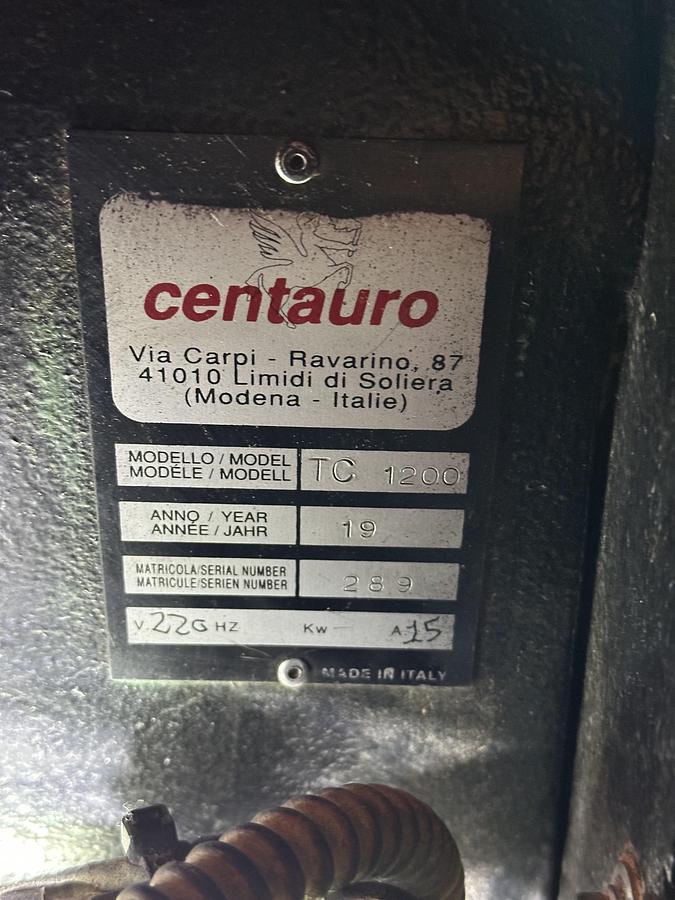 centauro
Via Carpi - Ravarino, 87
41010 Limidi di Soliera
(Modena - Italie)
MODELLO / MODEL
MODÉLE / MODELL
TC 1200
ANNO / YEAR
ANNÉE / JAHR
19
MATRICOLA/SERIAL NUMBER
MATRICULE/SERIEN NUMBER
289
V. 220 HZ Kw A. 15
MADE IN ITALY